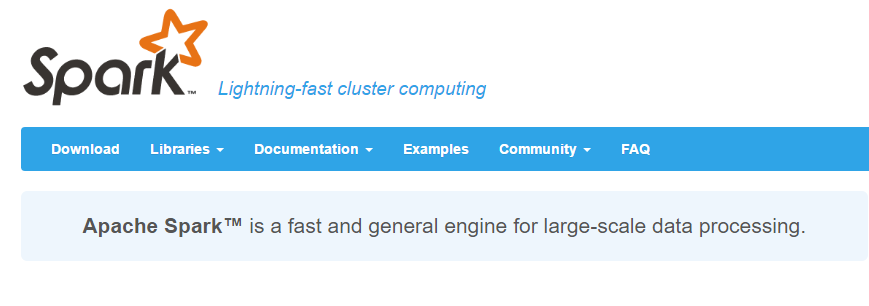 Spark™ Lightning-fast cluster computing
Download Libraries Documentation Examples Community FAQ
Apache Spark™ is a fast and general engine for large-scale data processing.